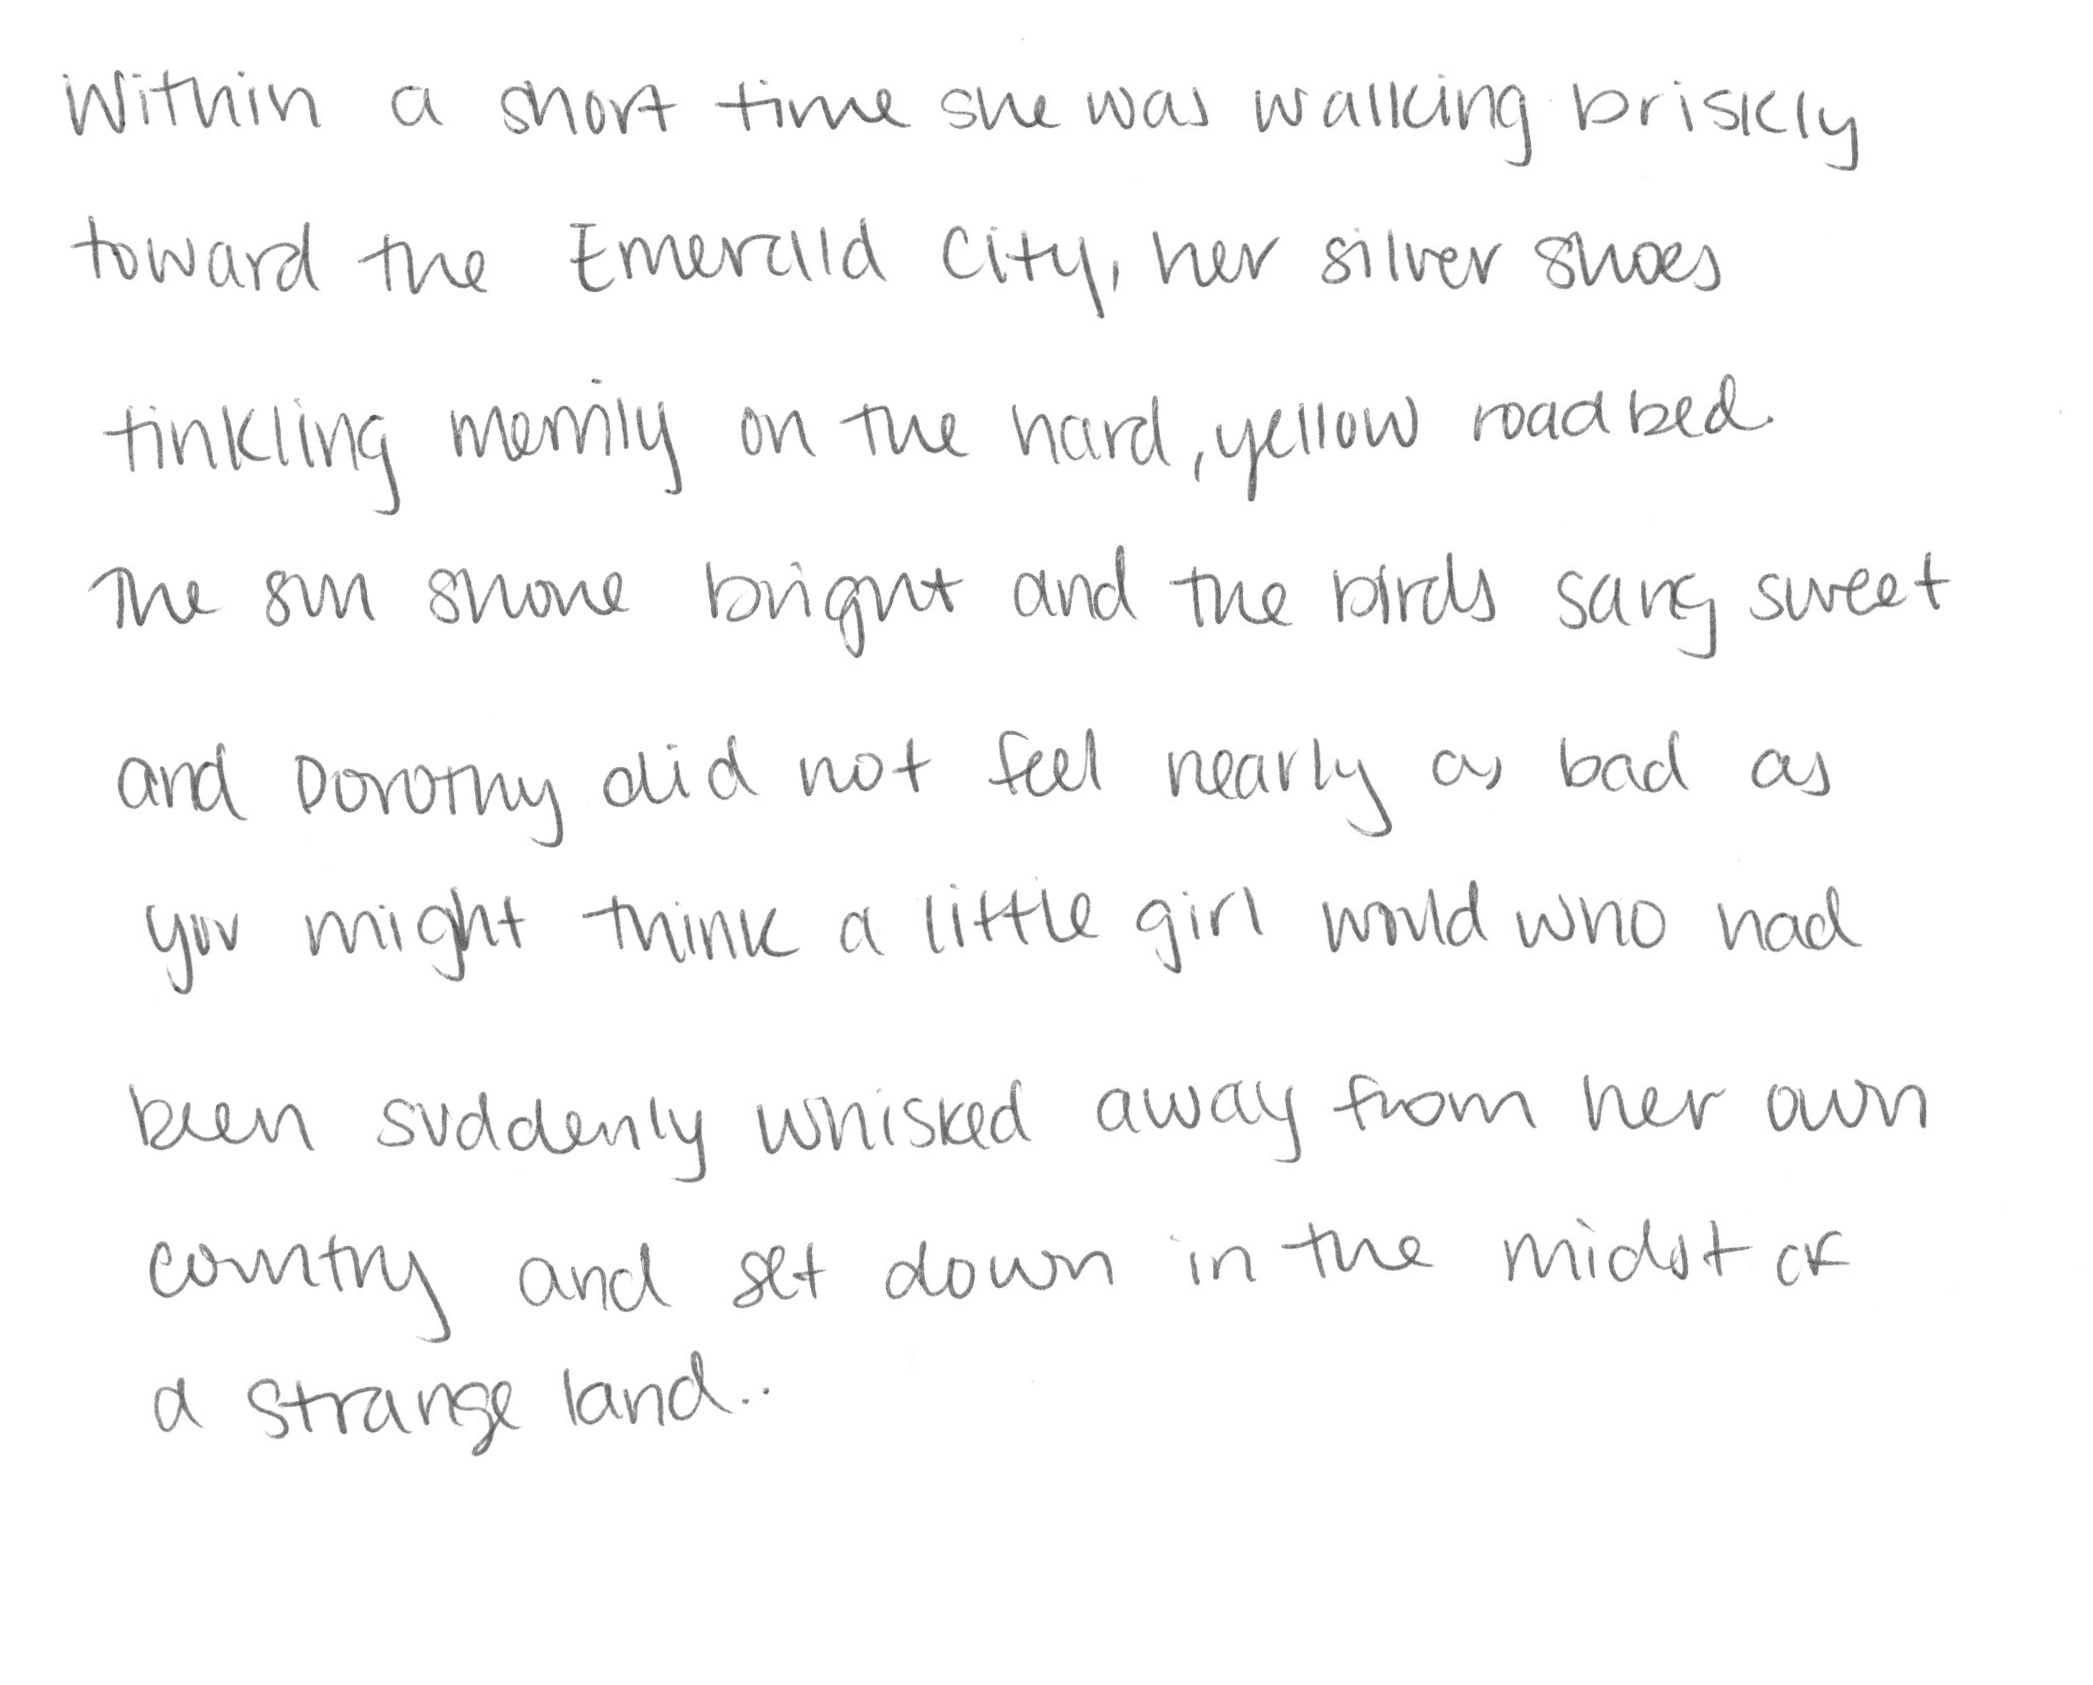 Within a short time she was walking briskly
toward the Emerald City, her silver shoes
tinkling merrily on the hard, yellow roadbed.
The sun shone bright and the birds sang sweet
and Dorothy did not feel nearly as bad as
you might think a little girl would who had
been suddenly whisked away from her own
country and set down in the midst of
a strange land..